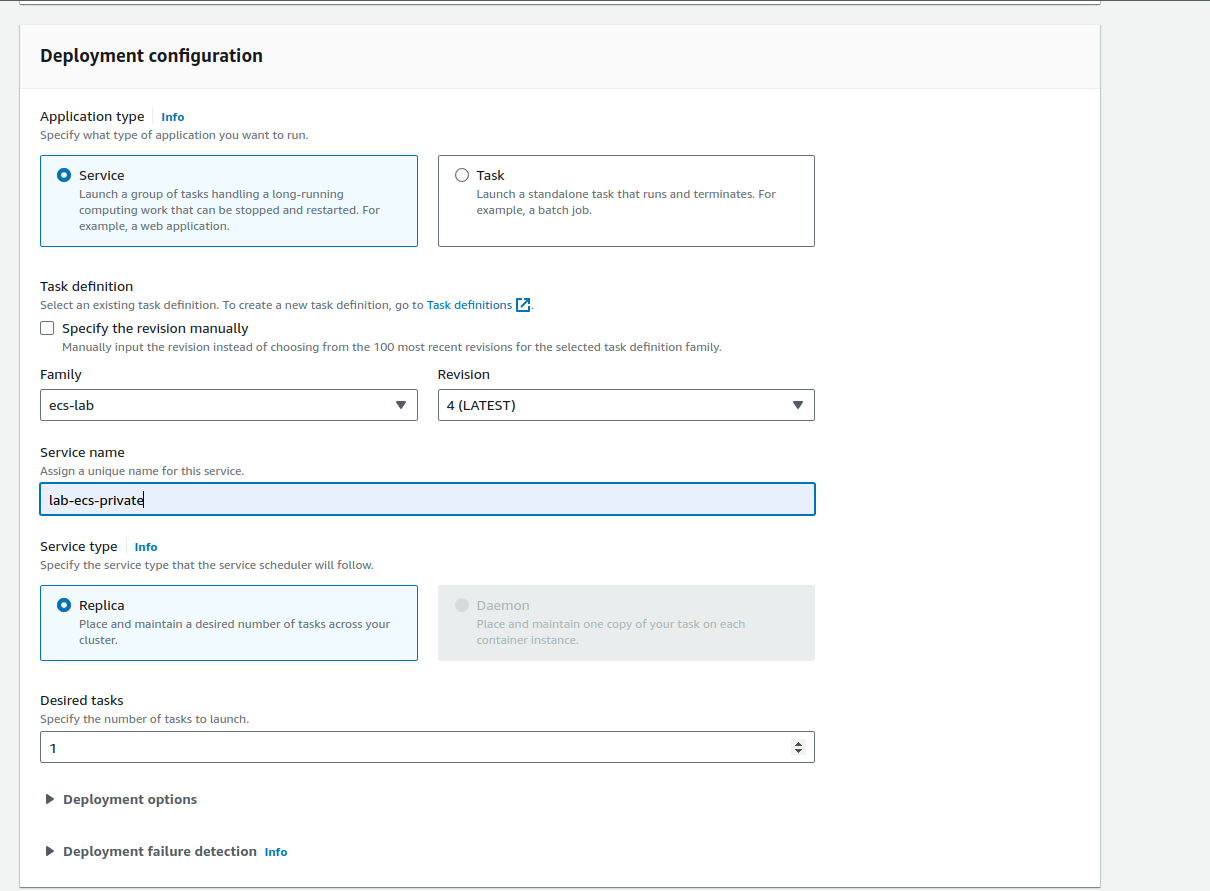 Deployment configuration
Application type Info
Specify what type of application you want to run.
Service
Launch a group of tasks handling a long-running
computing work that can be stopped and restarted. For
example, a web application.
Task
Launch a standalone task that runs and terminates. For
example, a batch job.
Task definition
Select an existing task definition. To create a new task definition, go to Task definitions.
Specify the revision manually
Manually input the revision instead of choosing from the 100 most recent revisions for the selected task definition family.
Family
Revision
ecs-lab
4 (LATEST)
Service name
Assign a unique name for this service.
lab-ecs-private
Service type Info
Specify the service type that the service scheduler will follow.
Replica
Place and maintain a desired number of tasks across your
cluster.
Daemon
Place and maintain one copy of your task on each
container instance.
Desired tasks
Specify the number of tasks to launch.
1
Deployment options
Deployment failure detection Info